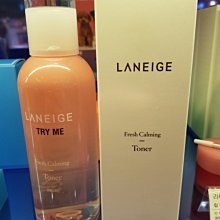 LANEIGE
TRY ME
Fresh Calming
Toner
LANEIGE
Fresh Calming
Toner